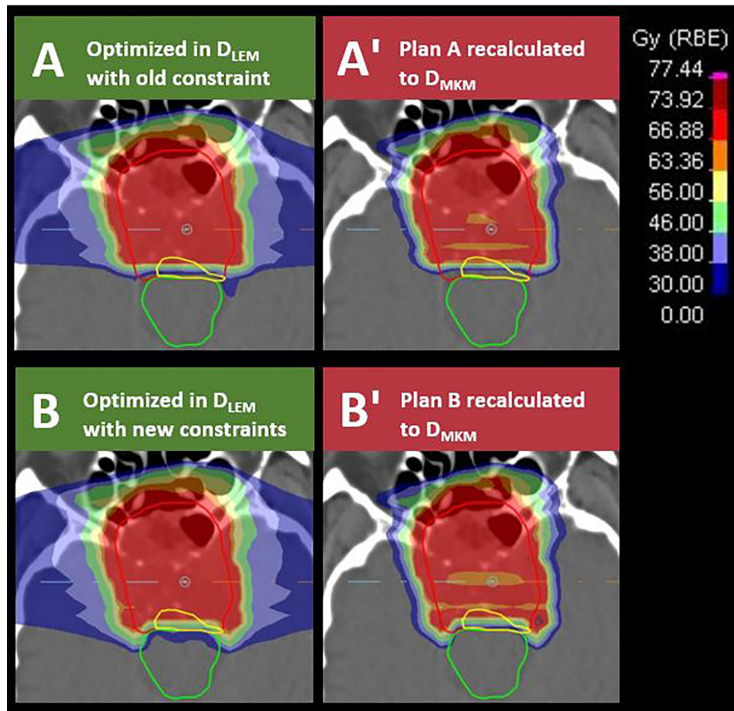 A
Optimized in DLEM
with old constraint
A'
Plan A recalculated
to DMKM
Gy (RBE)
77.44
73.92
66.88
63.36
56.00
46.00
38.00
30.00
0.00
B
Optimized in DLEM
with new constraints
B'
Plan B recalculated
to DMKM